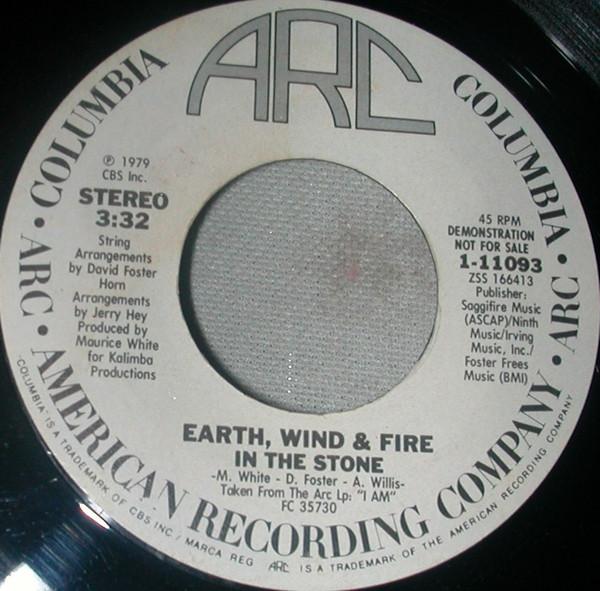 ARC
COLUMBIA • ARC • AMERICAN RECORDING COMPANY • ARC • COLUMBIA
℗ 1979
CBS Inc.
STEREO
3:32
String
Arrangements
by David Foster
Horn
Arrangements
by Jerry Hey
Produced by
Maurice White
for Kalimba
Productions
45 RPM
DEMONSTRATION
NOT FOR SALE
1-11093
ZSS 166413
Publisher:
Saggifire Music
(ASCAP)/Ninth
Music/Irving
Music, Inc./
Foster Frees
Music (BMI)
EARTH, WIND & FIRE
IN THE STONE
-M. White - D. Foster - A. Willis-
Taken From The Arc Lp: "I AM"
FC 35730
"COLUMBIA" IS A TRADEMARK OF CBS INC./ MARCA REG ARC IS A TRADEMARK OF THE AMERICAN RECORDING COMPANY